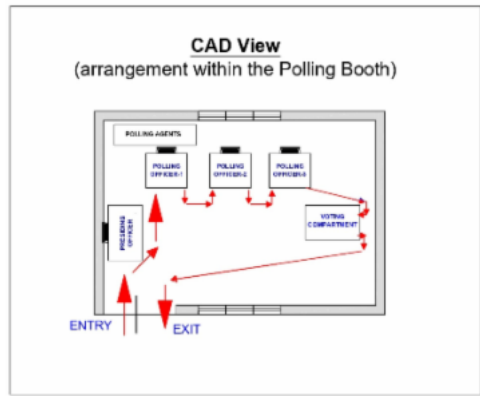 CAD View
(arrangement within the Polling Booth)
POLLING AGENTS
POLLING
OFFICER-1
POLLING
OFFICER-2
POLLING
OFFICER-3
PRESIDING
OFFICER
VOTING
COMPARTMENT
ENTRY
EXIT